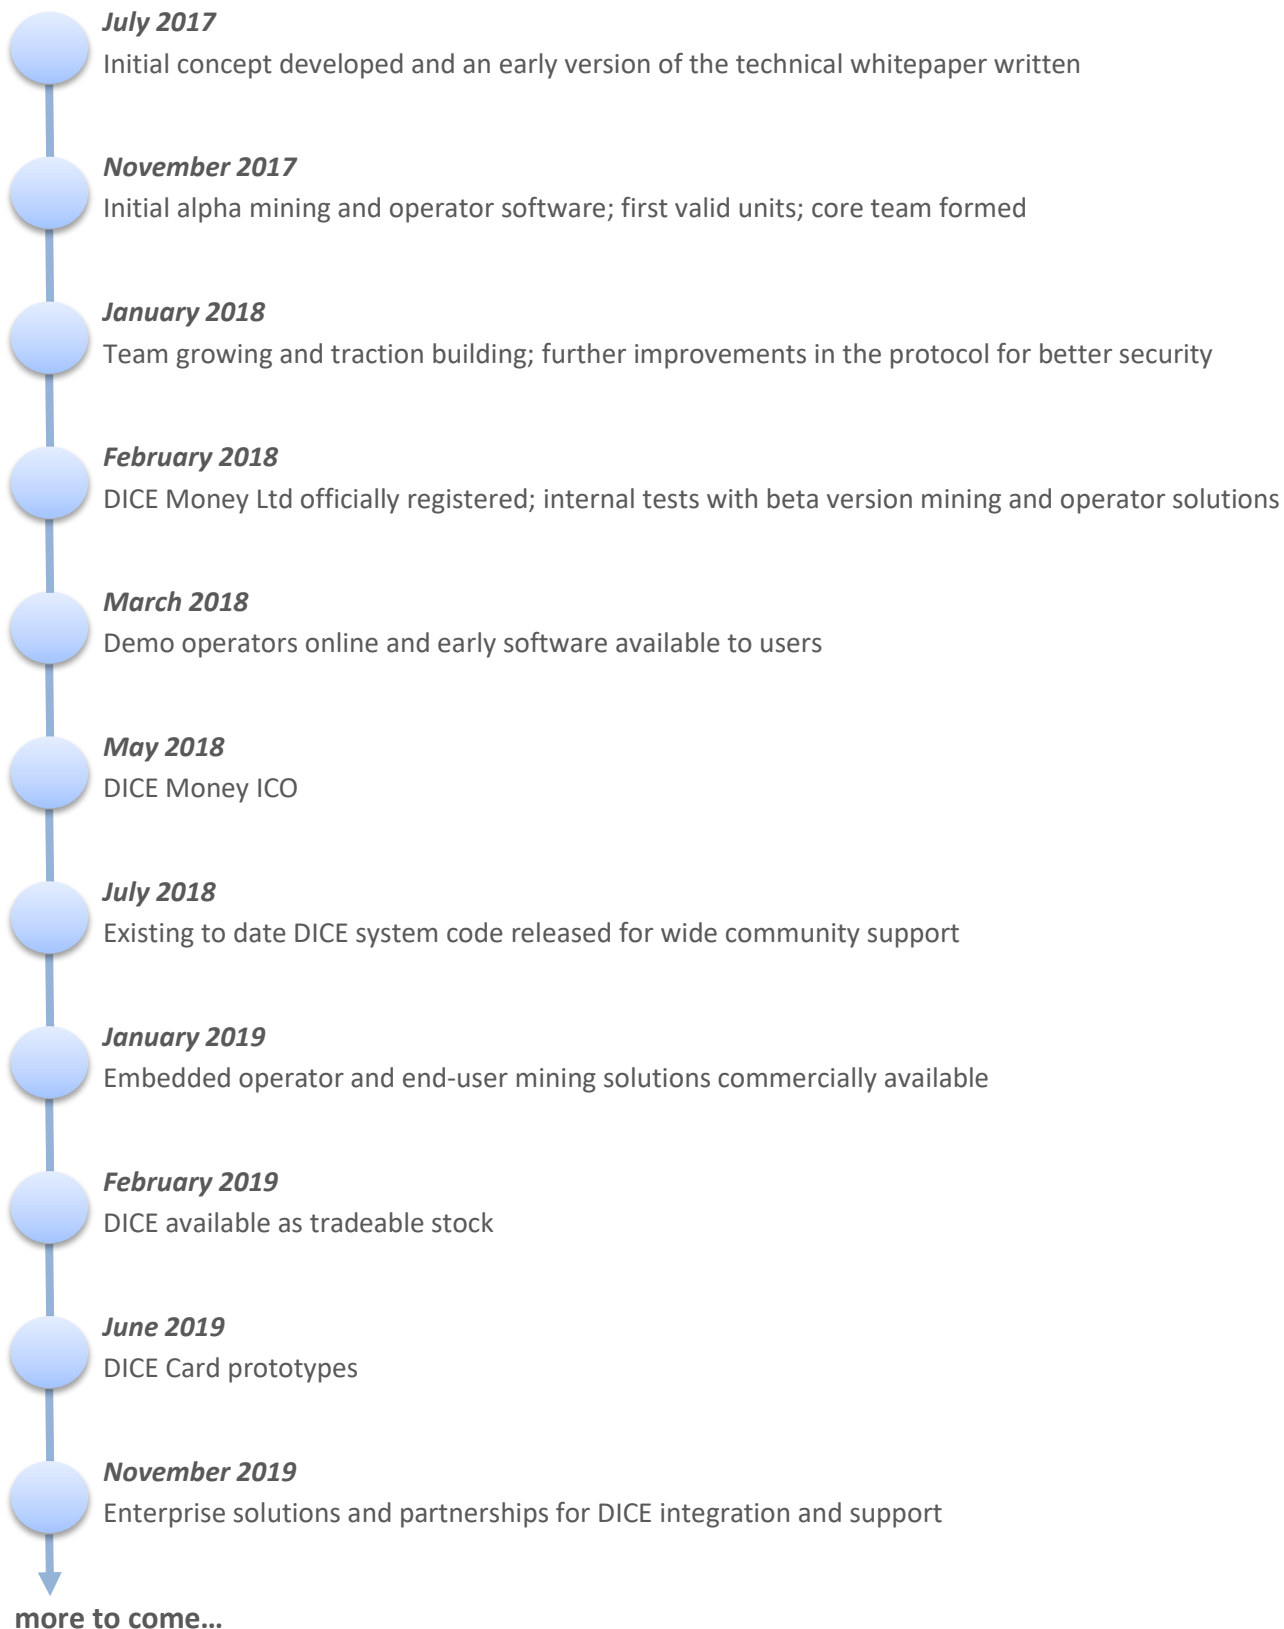 July 2017
Initial concept developed and an early version of the technical whitepaper written
November 2017
Initial alpha mining and operator software; first valid units; core team formed
January 2018
Team growing and traction building; further improvements in the protocol for better security
February 2018
DICE Money Ltd officially registered; internal tests with beta version mining and operator solutions
March 2018
Demo operators online and early software available to users
May 2018
DICE Money ICO
July 2018
Existing to date DICE system code released for wide community support
January 2019
Embedded operator and end-user mining solutions commercially available
February 2019
DICE available as tradeable stock
June 2019
DICE Card prototypes
November 2019
Enterprise solutions and partnerships for DICE integration and support
more to come…